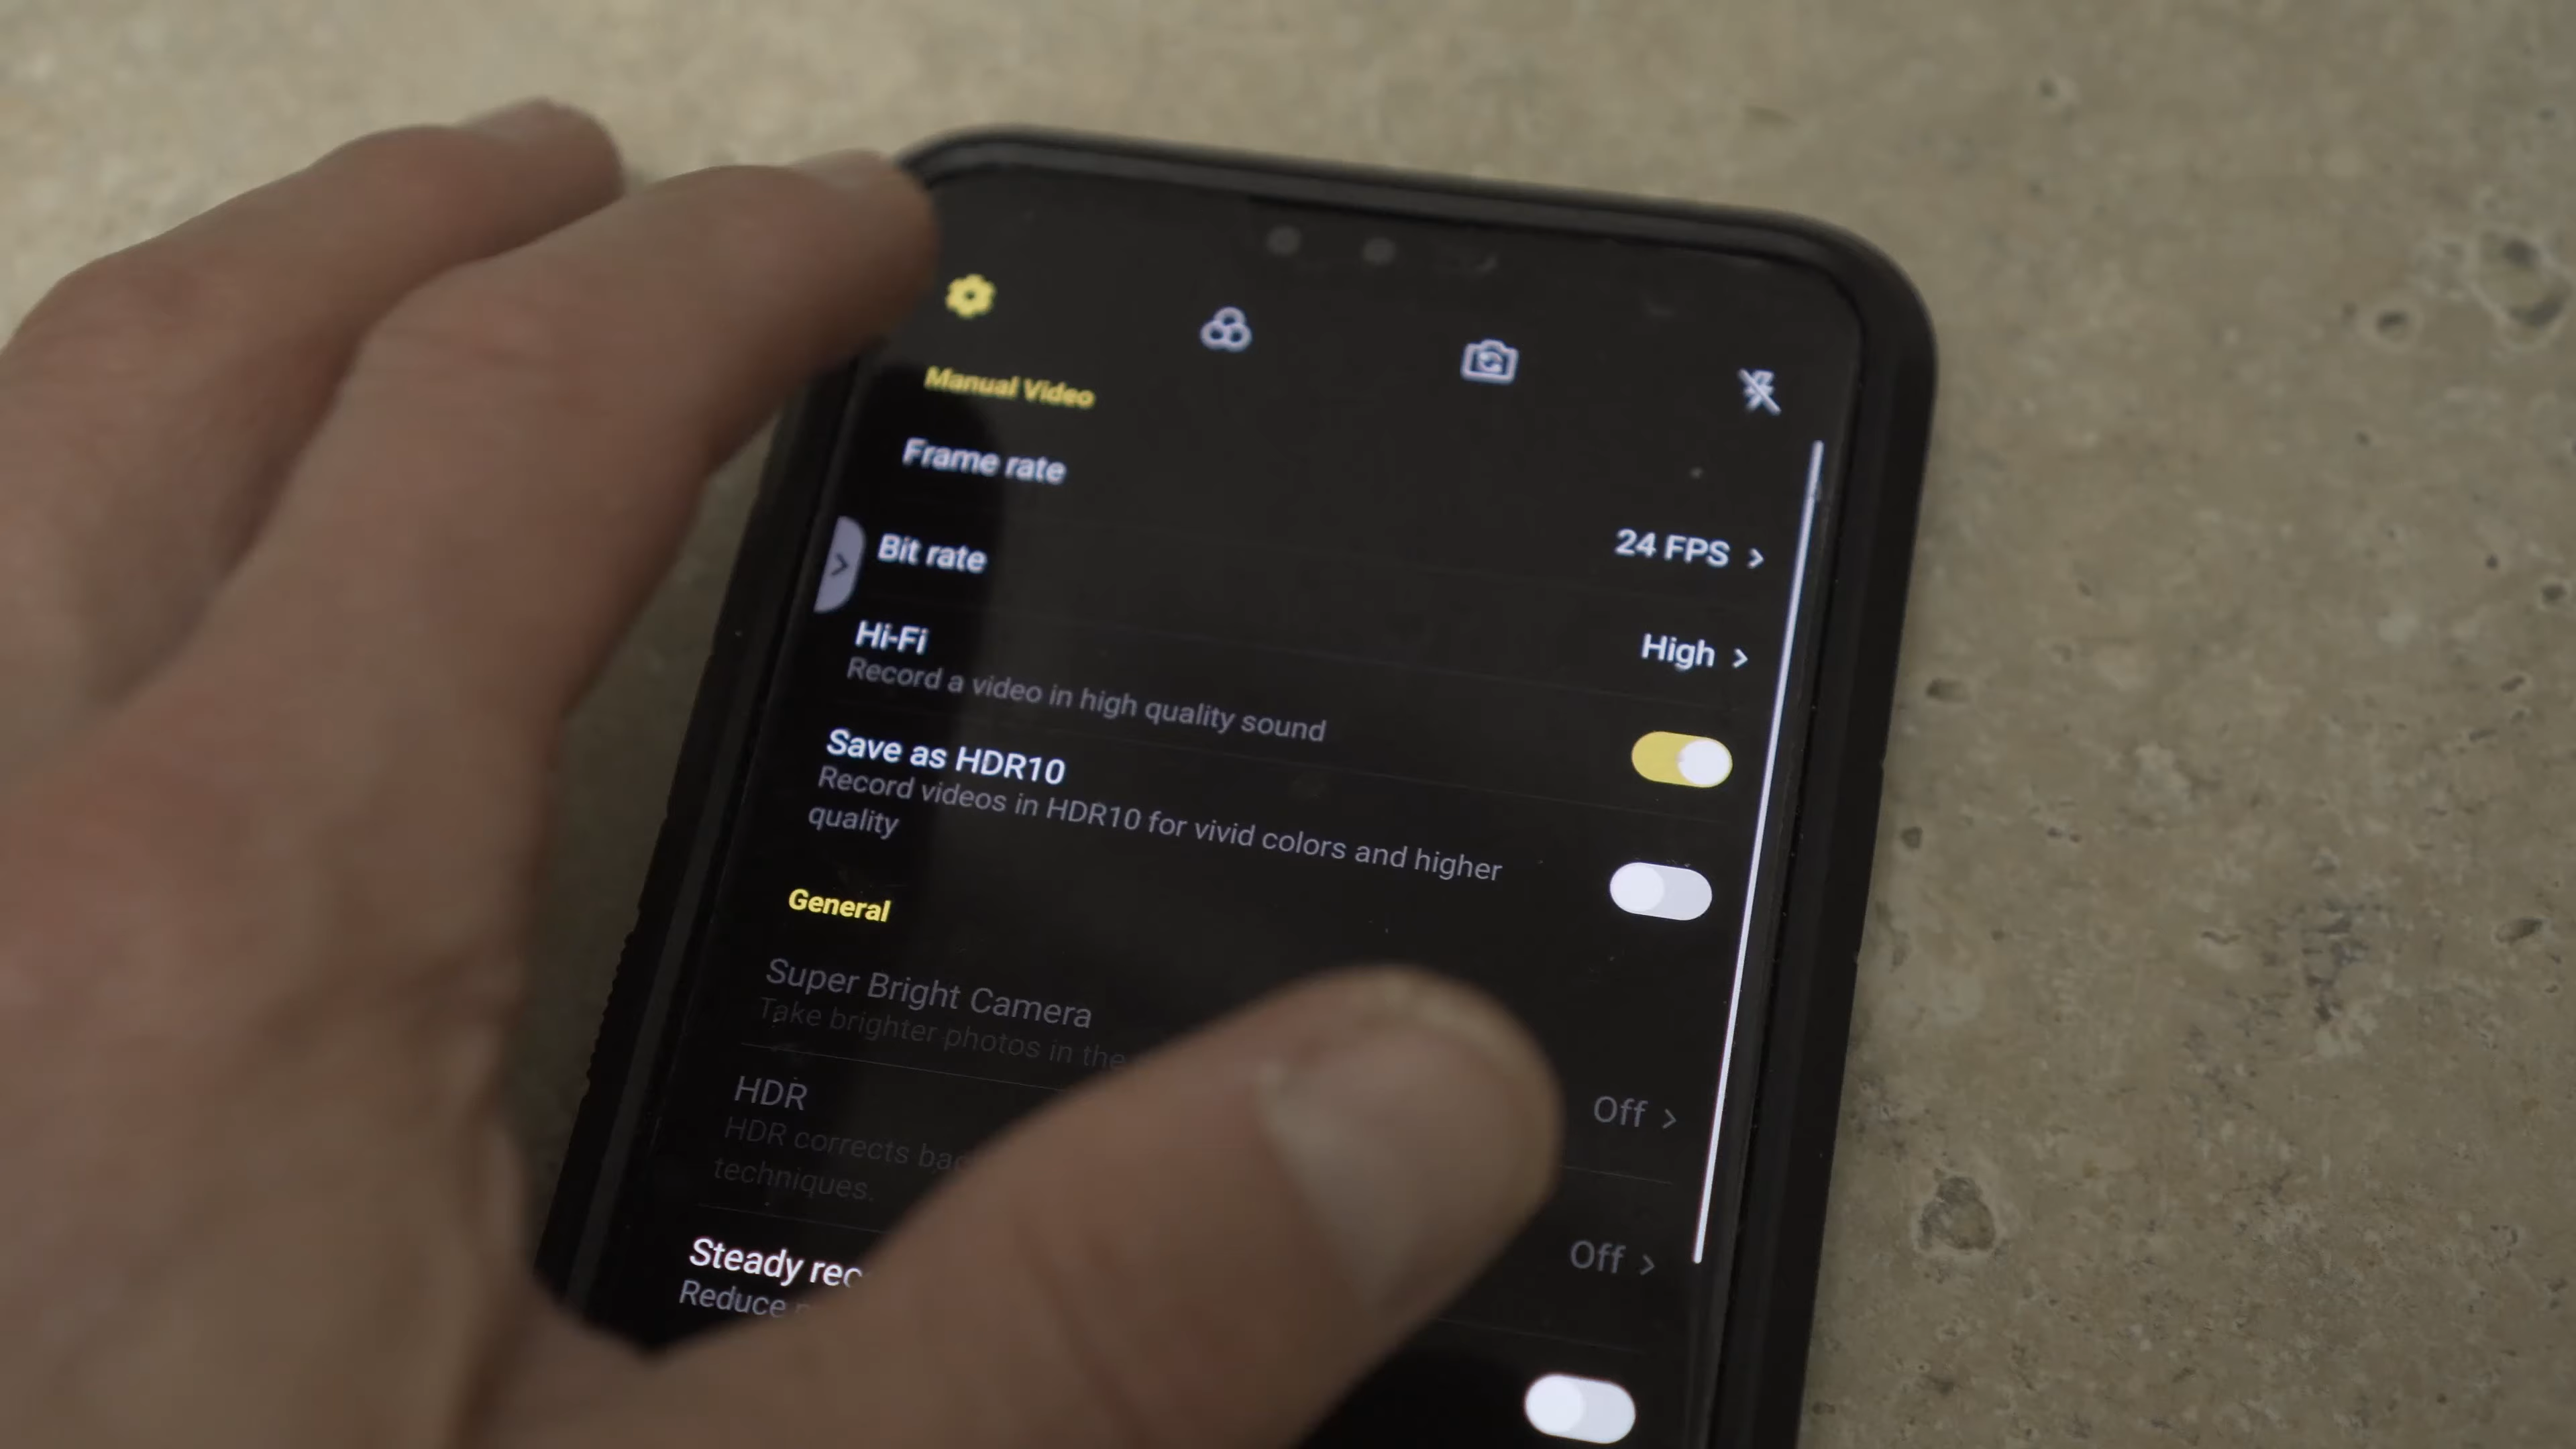 Manual Video
Frame rate
24 FPS
Bit rate
High
Hi-Fi
Record a video in high quality sound
Save as HDR10
Record videos in HDR10 for vivid colors and higher
quality
General
Super Bright Camera
Take brighter photos in the
Off
HDR
HDR corrects
techniques.
Off
Steady
Reduce